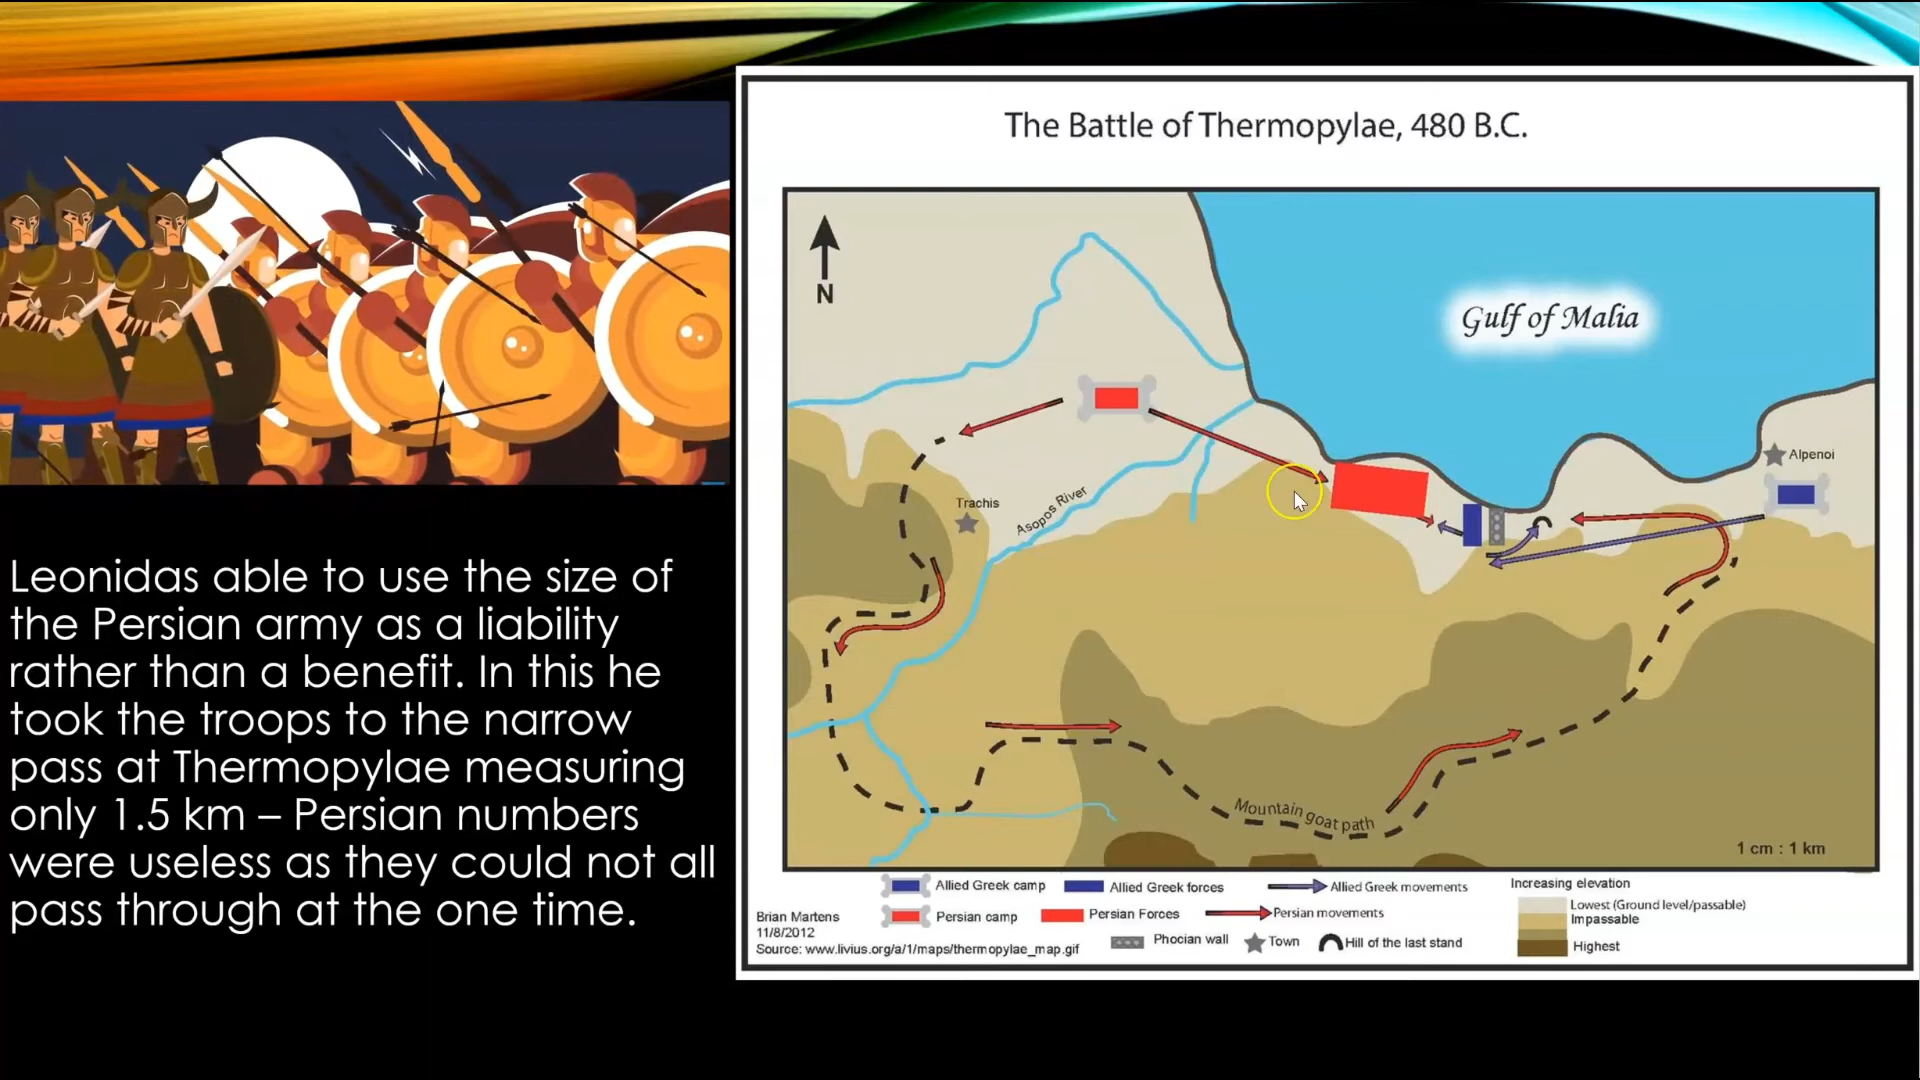 The Battle of Thermopylae, 480 B.C.
N
Gulf of Malia
Alpenoi
Trachis
Asopos River
Mountain goat path
1 cm : 1 km
Leonidas able to use the size of
the Persian army as a liability
rather than a benefit. In this he
took the troops to the narrow
pass at Thermopylae measuring
only 1.5 km – Persian numbers
were useless as they could not all
pass through at the one time.
Allied Greek camp
Allied Greek forces
Allied Greek movements
Persian camp
Persian Forces
Persian movements
Phocian wall
Town
Hill of the last stand
Increasing elevation
Lowest (Ground level/passable)
Impassable
Highest
Brian Martens
11/8/2012
Source: www.livius.org/a/1/maps/thermopylae_map.gif